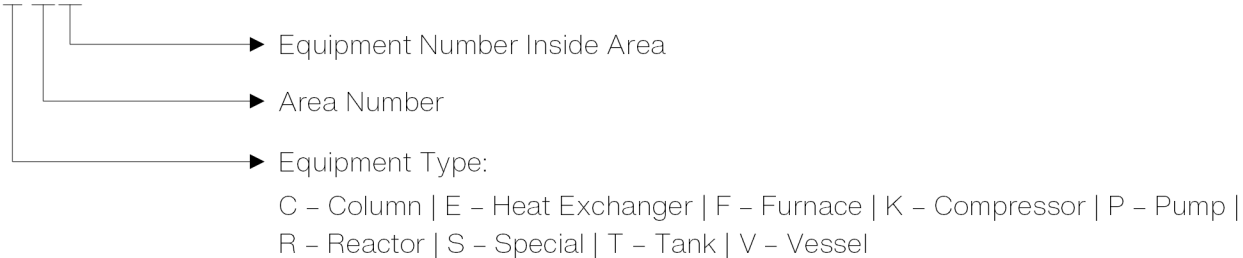 Equipment Number Inside Area
Area Number
Equipment Type:
C – Column | E – Heat Exchanger | F – Furnace | K – Compressor | P – Pump |
R – Reactor | S – Special | T – Tank | V – Vessel